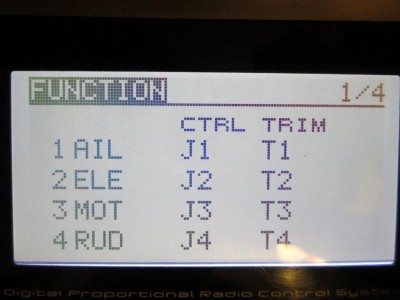 FUNCTION 1/4
CTRL TRIM
1 AIL J1 T1
2 ELE J2 T2
3 MOT J3 T3
4 RUD J4 T4
Digital Proportional Radio Control System